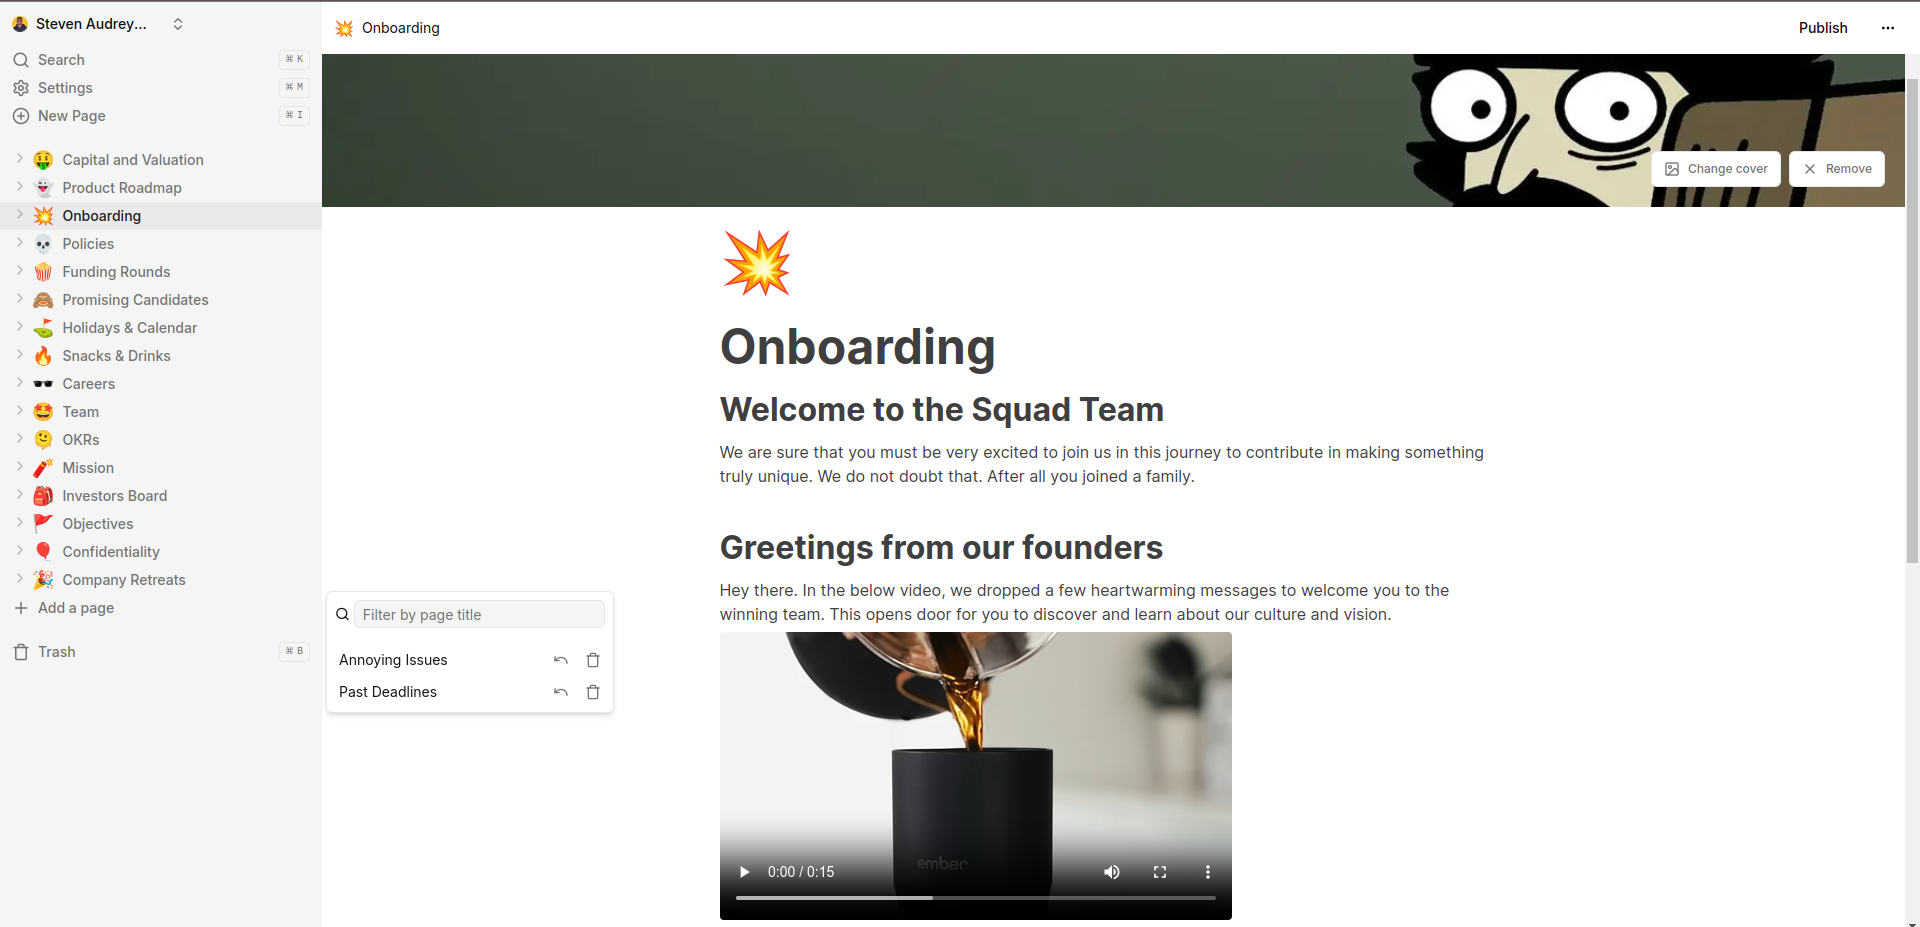 Steven Audrey...
Search ⌘ K
Settings ⌘ M
New Page ⌘ I
Capital and Valuation
Product Roadmap
Onboarding
Policies
Funding Rounds
Promising Candidates
Holidays & Calendar
Snacks & Drinks
Careers
Team
OKRs
Mission
Investors Board
Objectives
Confidentiality
Company Retreats
Add a page
Trash ⌘ B
Filter by page title
Annoying Issues
Past Deadlines
Onboarding
Publish
Change cover
Remove
Onboarding
Welcome to the Squad Team
We are sure that you must be very excited to join us in this journey to contribute in making something
truly unique. We do not doubt that. After all you joined a family.
Greetings from our founders
Hey there. In the below video, we dropped a few heartwarming messages to welcome you to the
winning team. This opens door for you to discover and learn about our culture and vision.
ember
0:00 / 0:15